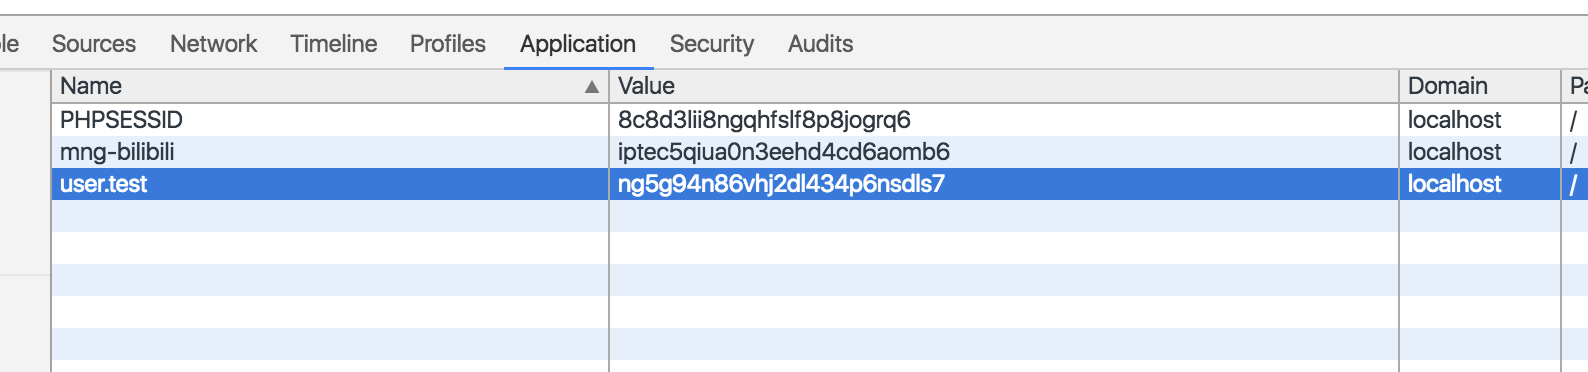 le Sources Network Timeline Profiles Application Security Audits
Name Value Domain Pa
PHPSESSID 8c8d3lii8ngqhfslf8p8jogrq6 localhost /
mng-bilibili iptec5qiua0n3eehd4cd6aomb6 localhost /
user.test ng5g94n86vhj2dl434p6nsdls7 localhost /